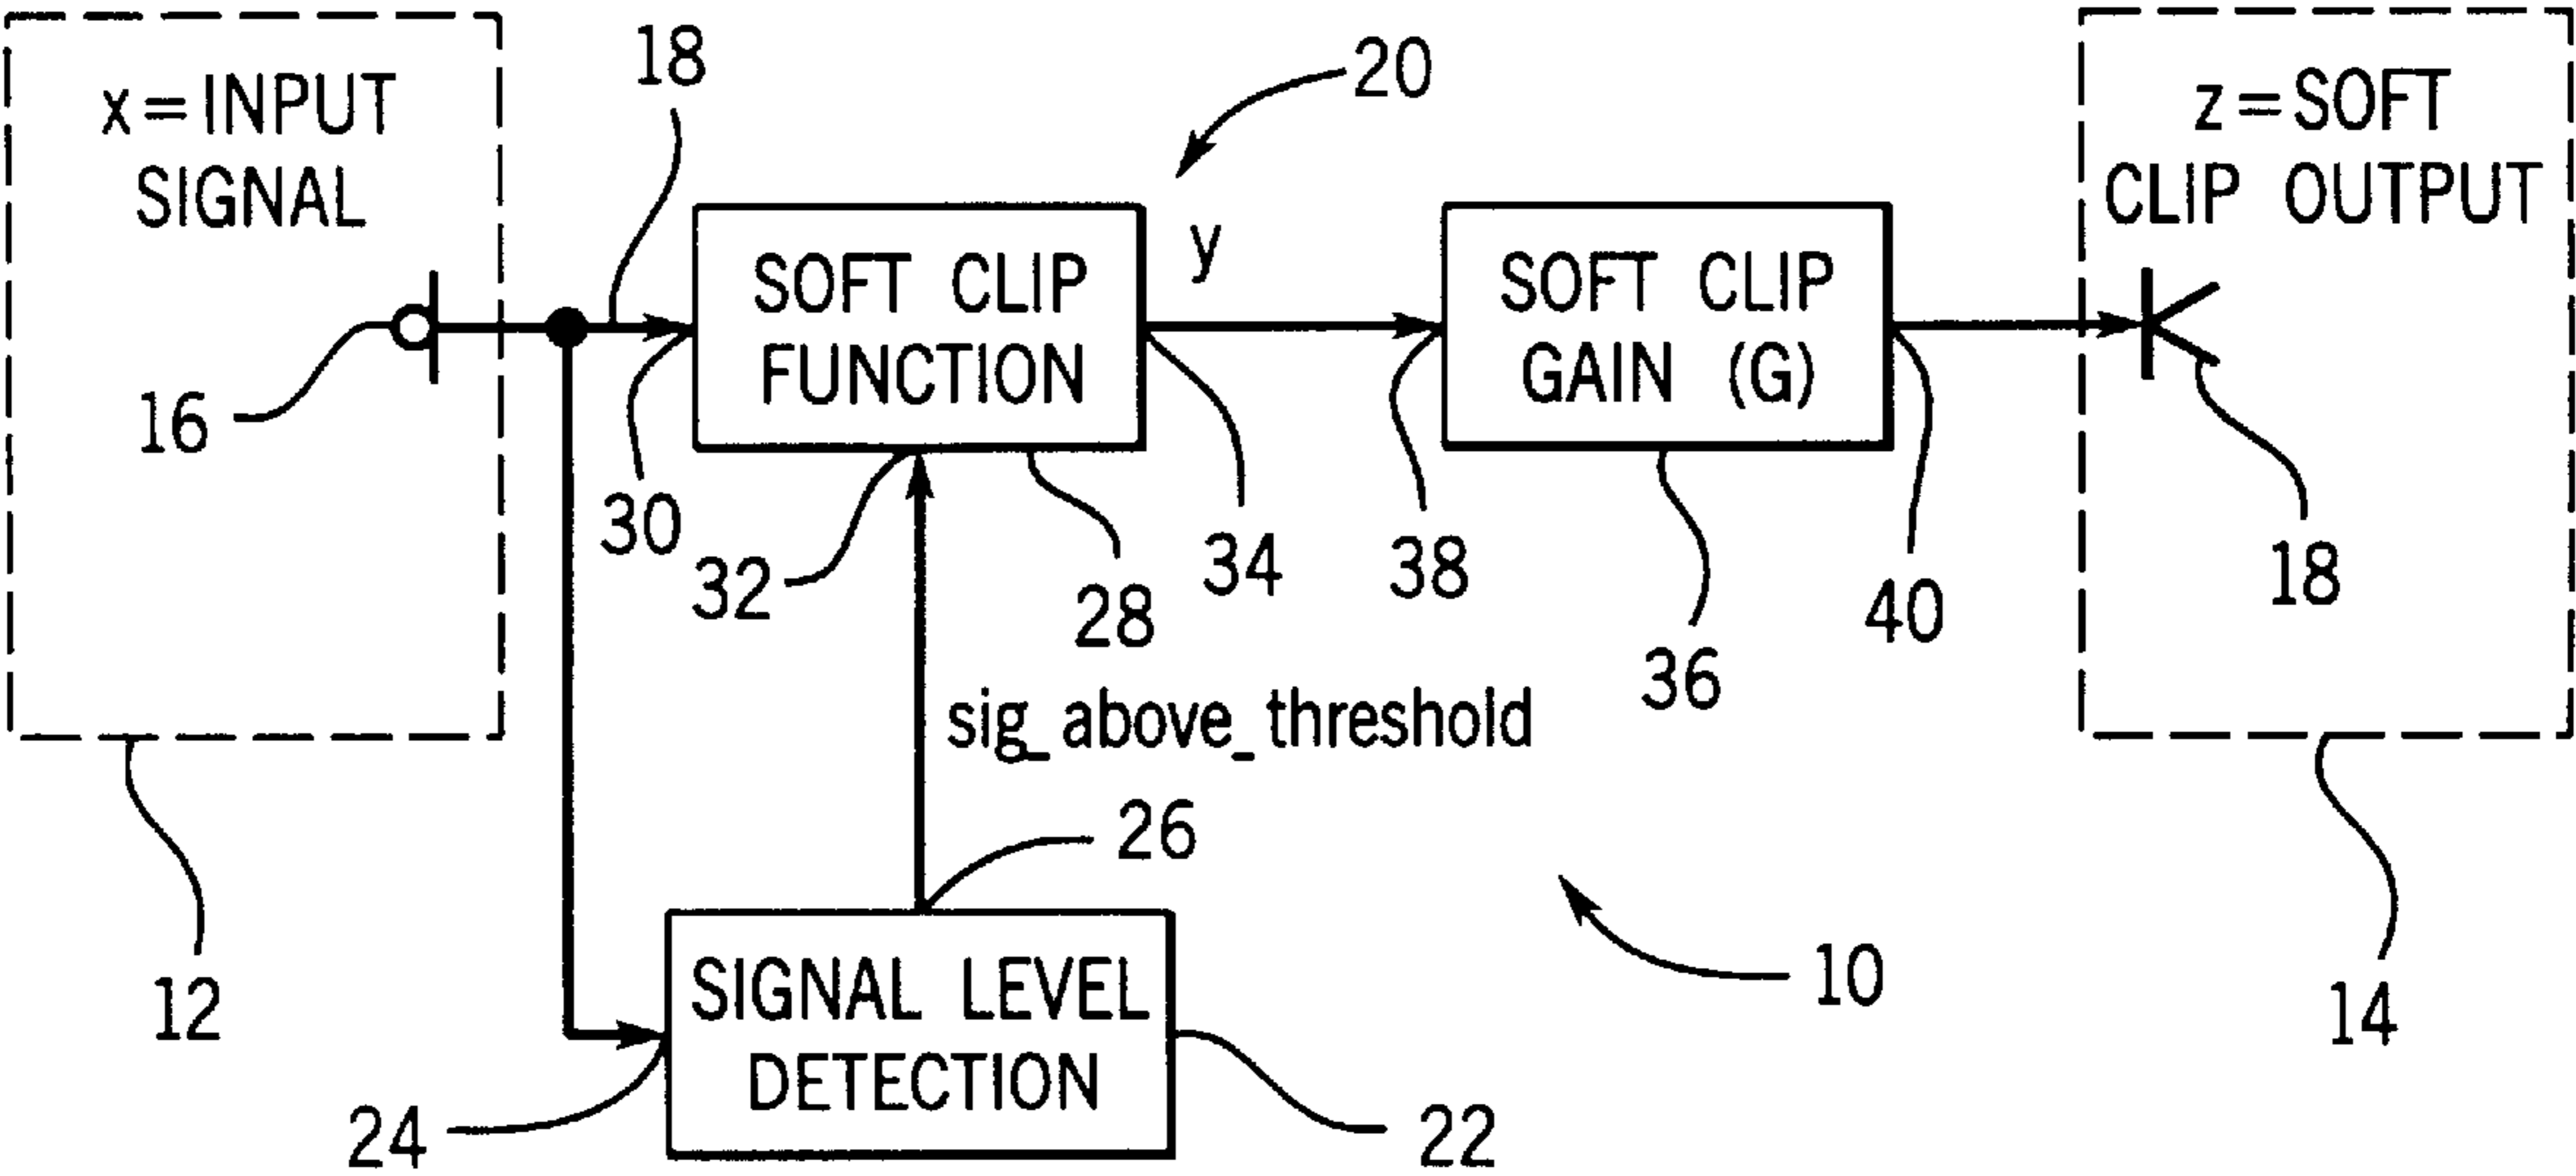 x = INPUT
SIGNAL
18
20
z = SOFT
CLIP OUTPUT
SOFT CLIP
FUNCTION
y
SOFT CLIP
GAIN (G)
16
30
32
28
34
38
36
40
18
sig_above_threshold
26
12
SIGNAL LEVEL
DETECTION
10
14
24
22